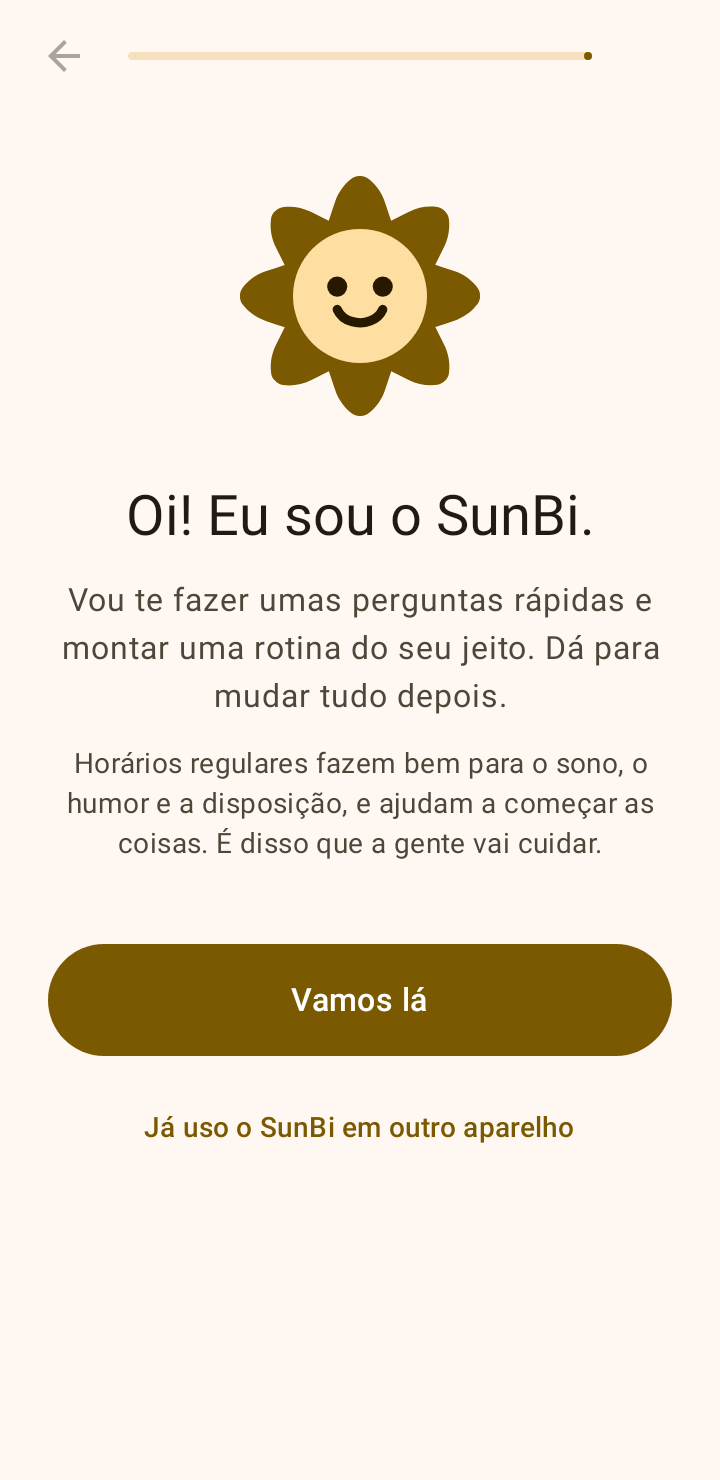 Oi! Eu sou o SunBi.
Vou te fazer umas perguntas rápidas e
montar uma rotina do seu jeito. Dá para
mudar tudo depois.
Horários regulares fazem bem para o sono, o
humor e a disposição, e ajudam a começar as
coisas. É disso que a gente vai cuidar.
Vamos lá
Já uso o SunBi em outro aparelho